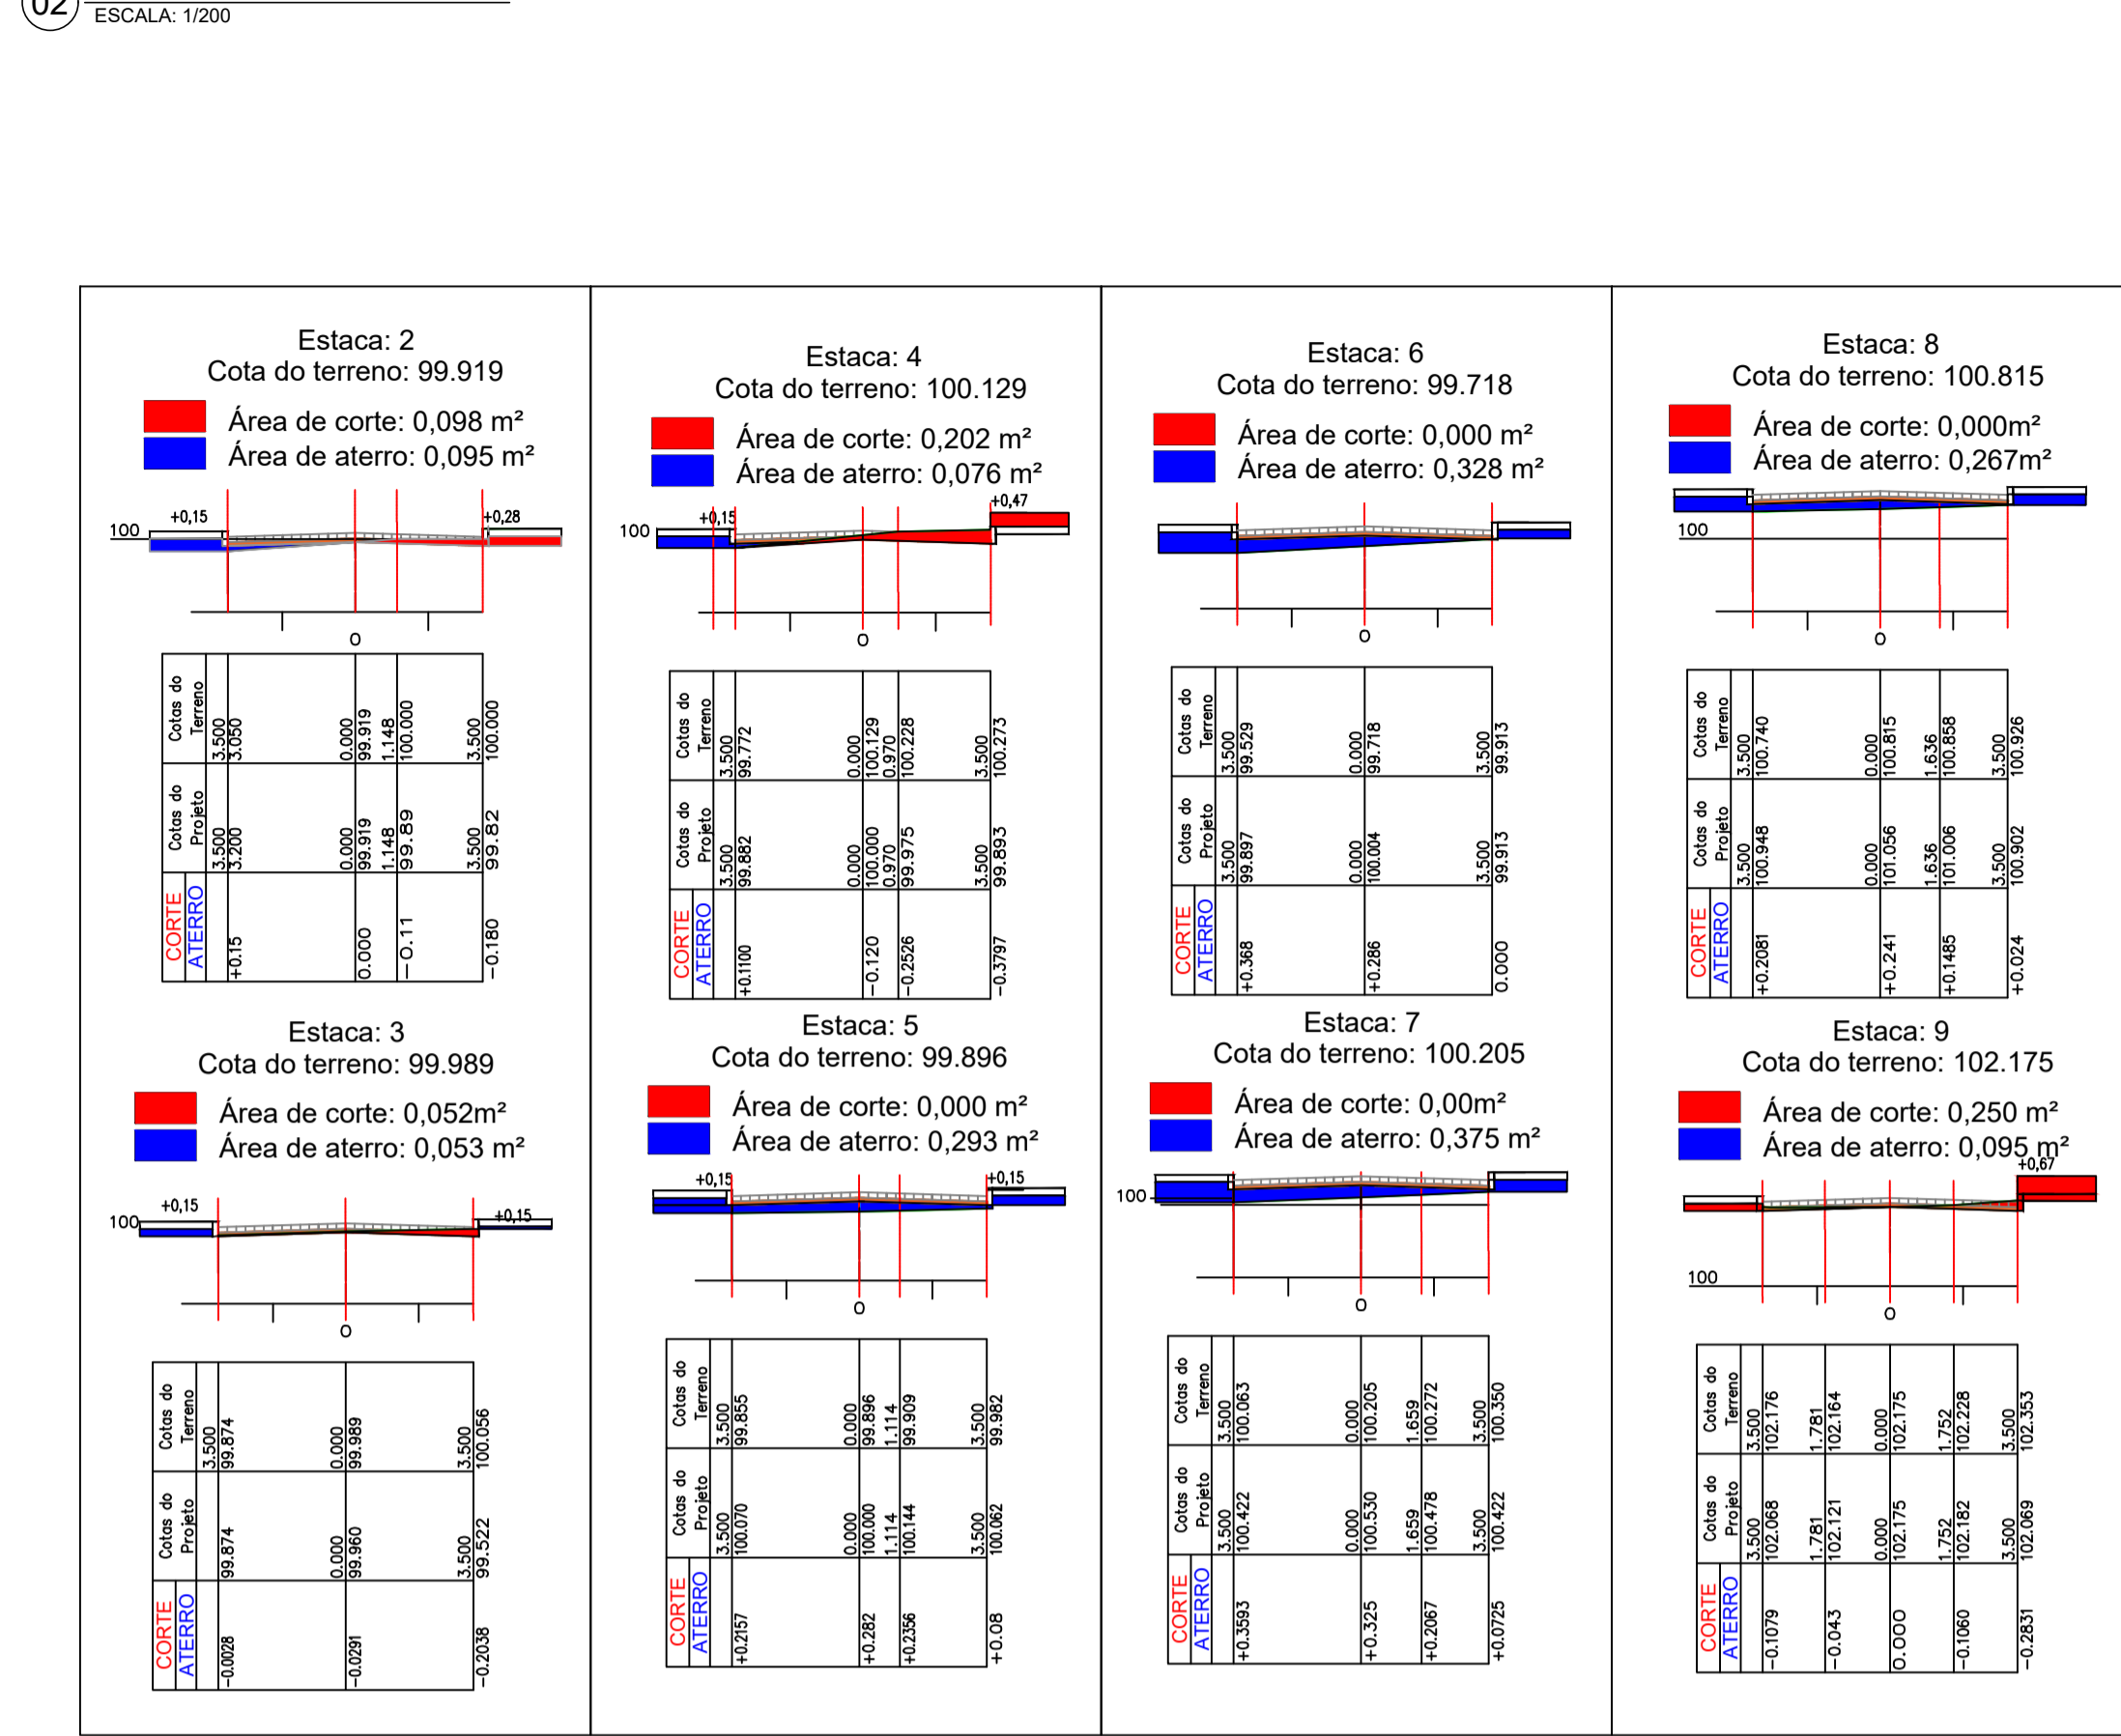 02
ESCALA: 1/200
Estaca: 2
Cota do terreno: 99.919
Área de corte: 0,098 m²
Área de aterro: 0,095 m²
+0,15
+0,28
100
0
Cotas do Terreno
3.500
3.050
0.000
99.919
1.148
100.000
3.500
100.000
Cotas do Projeto
3.500
3.200
0.000
99.919
1.148
99.89
3.500
99.82
CORTE
ATERRO
+0.15
0.000
-0.11
-0.180
Estaca: 3
Cota do terreno: 99.989
Área de corte: 0,052m²
Área de aterro: 0,053 m²
+0,15
+0,15
100
0
Cotas do Terreno
3.500
99.874
0.000
99.989
3.500
100.056
Cotas do Projeto
99.874
0.000
99.960
3.500
99.522
CORTE
ATERRO
-0.0028
-0.0291
-0.2038
Estaca: 4
Cota do terreno: 100.129
Área de corte: 0,202 m²
Área de aterro: 0,076 m²
+0,15
+0,47
100
0
Cotas do Terreno
3.500
99.772
0.000
100.129
0.970
100.228
3.500
100.273
Cotas do Projeto
3.500
99.882
0.000
100.000
0.970
99.975
3.500
99.893
CORTE
ATERRO
+0.1100
-0.120
-0.2526
-0.3797
Estaca: 5
Cota do terreno: 99.896
Área de corte: 0,000 m²
Área de aterro: 0,293 m²
+0,15
+0,15
0
Cotas do Terreno
3.500
99.855
0.000
99.896
1.114
99.909
3.500
99.982
Cotas do Projeto
3.500
100.070
0.000
100.000
1.114
100.144
3.500
100.062
CORTE
ATERRO
+0.2157
+0.282
+0.2356
+0.08
Estaca: 6
Cota do terreno: 99.718
Área de corte: 0,000 m²
Área de aterro: 0,328 m²
0
Cotas do Terreno
3.500
99.529
0.000
99.718
3.500
99.913
Cotas do Projeto
3.500
99.897
0.000
100.004
3.500
99.913
CORTE
ATERRO
+0.368
+0.286
0.000
Estaca: 7
Cota do terreno: 100.205
Área de corte: 0,00m²
Área de aterro: 0,375 m²
100
0
Cotas do Terreno
3.500
100.063
0.000
100.205
1.659
100.272
3.500
100.350
Cotas do Projeto
3.500
100.422
0.000
100.530
1.659
100.478
3.500
100.422
CORTE
ATERRO
+0.3593
+0.325
+0.2067
+0.0725
Estaca: 8
Cota do terreno: 100.815
Área de corte: 0,000m²
Área de aterro: 0,267m²
100
0
Cotas do Terreno
3.500
100.740
0.000
100.815
1.636
100.858
3.500
100.926
Cotas do Projeto
3.500
100.948
0.000
101.056
1.636
101.006
3.500
100.902
CORTE
ATERRO
+0.2081
+0.241
+0.1485
+0.024
Estaca: 9
Cota do terreno: 102.175
Área de corte: 0,250 m²
Área de aterro: 0,095 m²
+0,67
100
0
Cotas do Terreno
3.500
102.176
1.781
102.164
0.000
102.175
1.752
102.228
3.500
102.353
Cotas do Projeto
3.500
102.068
1.781
102.121
0.000
102.175
1.752
102.182
3.500
102.069
CORTE
ATERRO
-0.1079
-0.043
0.000
-0.1060
-0.2831